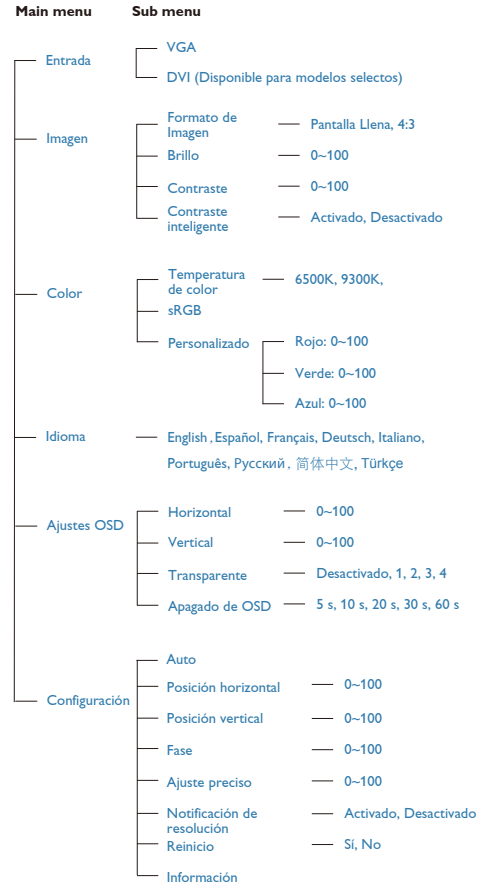 Main menu Sub menu
Entrada
VGA
DVI (Disponible para modelos selectos)
Imagen
Formato de
Imagen
Pantalla Llena, 4:3
Brillo
0~100
Contraste
0~100
Contraste
inteligente
Activado, Desactivado
Color
Temperatura
de color
6500K, 9300K,
sRGB
Personalizado
Rojo: 0~100
Verde: 0~100
Azul: 0~100
Idioma
English, Español, Français, Deutsch, Italiano,
Português, Русский, 简体中文, Türkçe
Ajustes OSD
Horizontal
0~100
Vertical
0~100
Transparente
Desactivado, 1, 2, 3, 4
Apagado de OSD
5 s, 10 s, 20 s, 30 s, 60 s
Configuración
Auto
Posición horizontal
0~100
Posición vertical
0~100
Fase
0~100
Ajuste preciso
0~100
Notificación de
resolución
Activado, Desactivado
Reinicio
Sí, No
Información